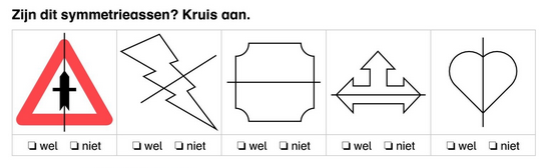 Zijn dit symmetrieassen? Kruis aan.
❏ wel ❏ niet ❏ wel ❏ niet ❏ wel ❏ niet ❏ wel ❏ niet ❏ wel ❏ niet